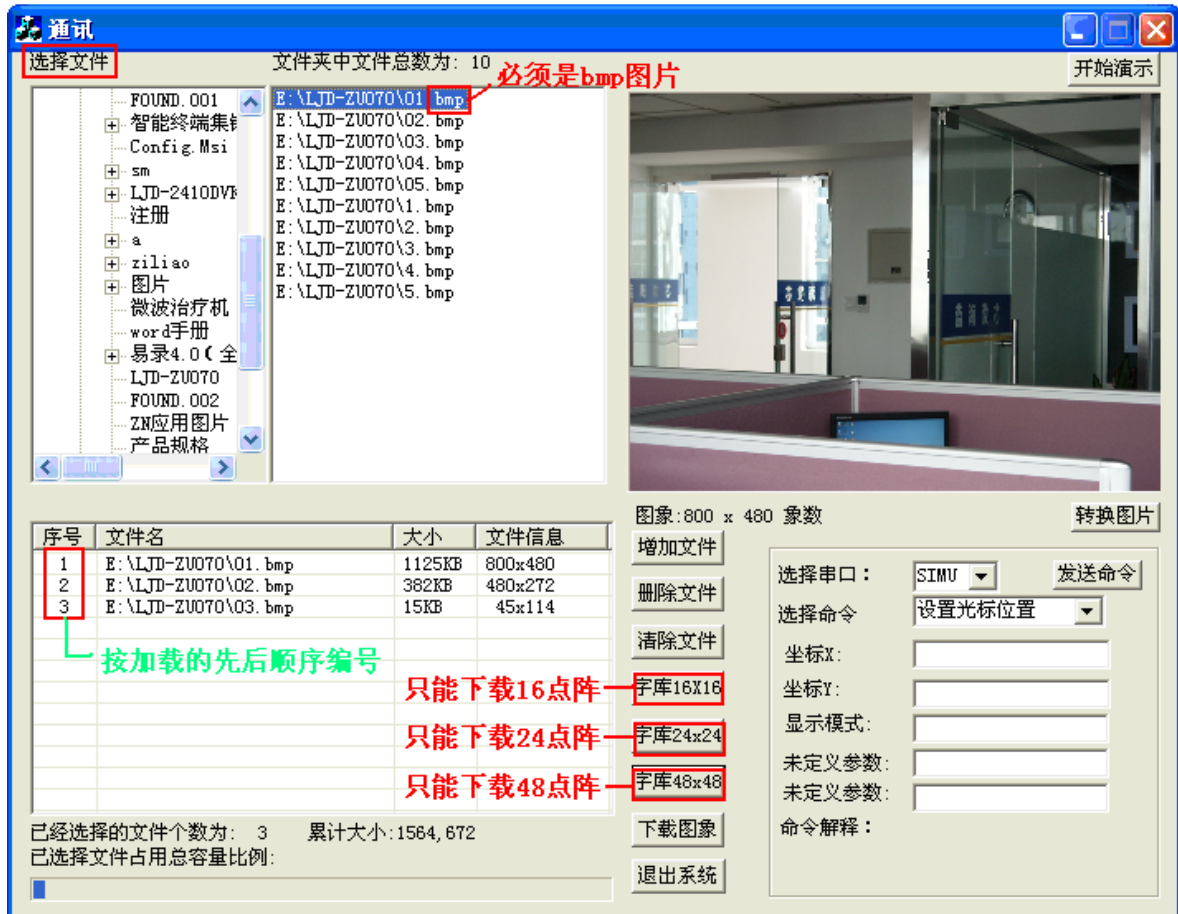 通讯
选择文件
文件夹中文件总数为: 10
必须是bmp图片
开始演示
FOUND.001
智能终端集
Config.Msi
sm
LJD-2410DVK
注册
a
ziliao
图片
微波治疗机
word手册
易录4.0(全
LJD-ZU070
FOUND.002
ZN应用图片
产品规格
E:\LJD-ZU070\01.bmp
E:\LJD-ZU070\02.bmp
E:\LJD-ZU070\03.bmp
E:\LJD-ZU070\04.bmp
E:\LJD-ZU070\05.bmp
E:\LJD-ZU070\1.bmp
E:\LJD-ZU070\2.bmp
E:\LJD-ZU070\3.bmp
E:\LJD-ZU070\4.bmp
E:\LJD-ZU070\5.bmp
图象:800 x 480 象数
转换图片
序号 文件名 大小 文件信息
1 E:\LJD-ZU070\01.bmp 1125KB 800x480
2 E:\LJD-ZU070\02.bmp 382KB 480x272
3 E:\LJD-ZU070\03.bmp 15KB 45x114
按加载的先后顺序编号
只能下载16点阵
只能下载24点阵
只能下载48点阵
增加文件
册除文件
清除文件
字库16X16
字库24x24
字库48x48
下载图象
退出系统
选择串口: SIMU 发送命令
选择命令 设置光标位置
坐标X:
坐标Y:
显示模式:
未定义参数:
未定义参数:
命令解释:
已经选择的文件个数为: 3 累计大小:1564,672
已选择文件占用总容量比例: